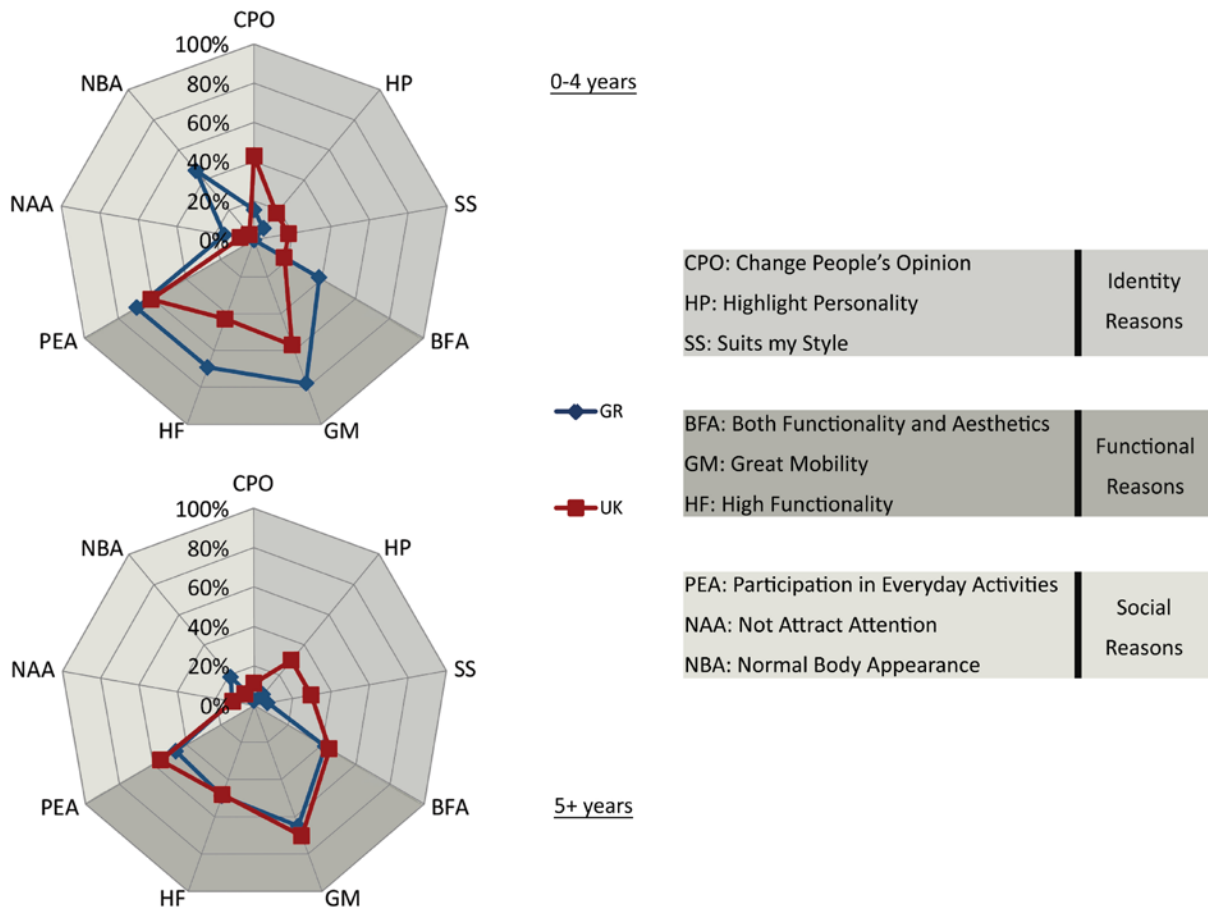 CPO
100%
80%
60%
40%
20%
0%
HP
SS
BFA
GM
HF
PEA
NAA
NBA
0-4 years
GR
UK
CPO
100%
80%
60%
40%
20%
0%
HP
SS
BFA
GM
HF
PEA
NAA
NBA
5+ years
CPO: Change People’s Opinion
HP: Highlight Personality
SS: Suits my Style
Identity
Reasons
BFA: Both Functionality and Aesthetics
GM: Great Mobility
HF: High Functionality
Functional
Reasons
PEA: Participation in Everyday Activities
NAA: Not Attract Attention
NBA: Normal Body Appearance
Social
Reasons